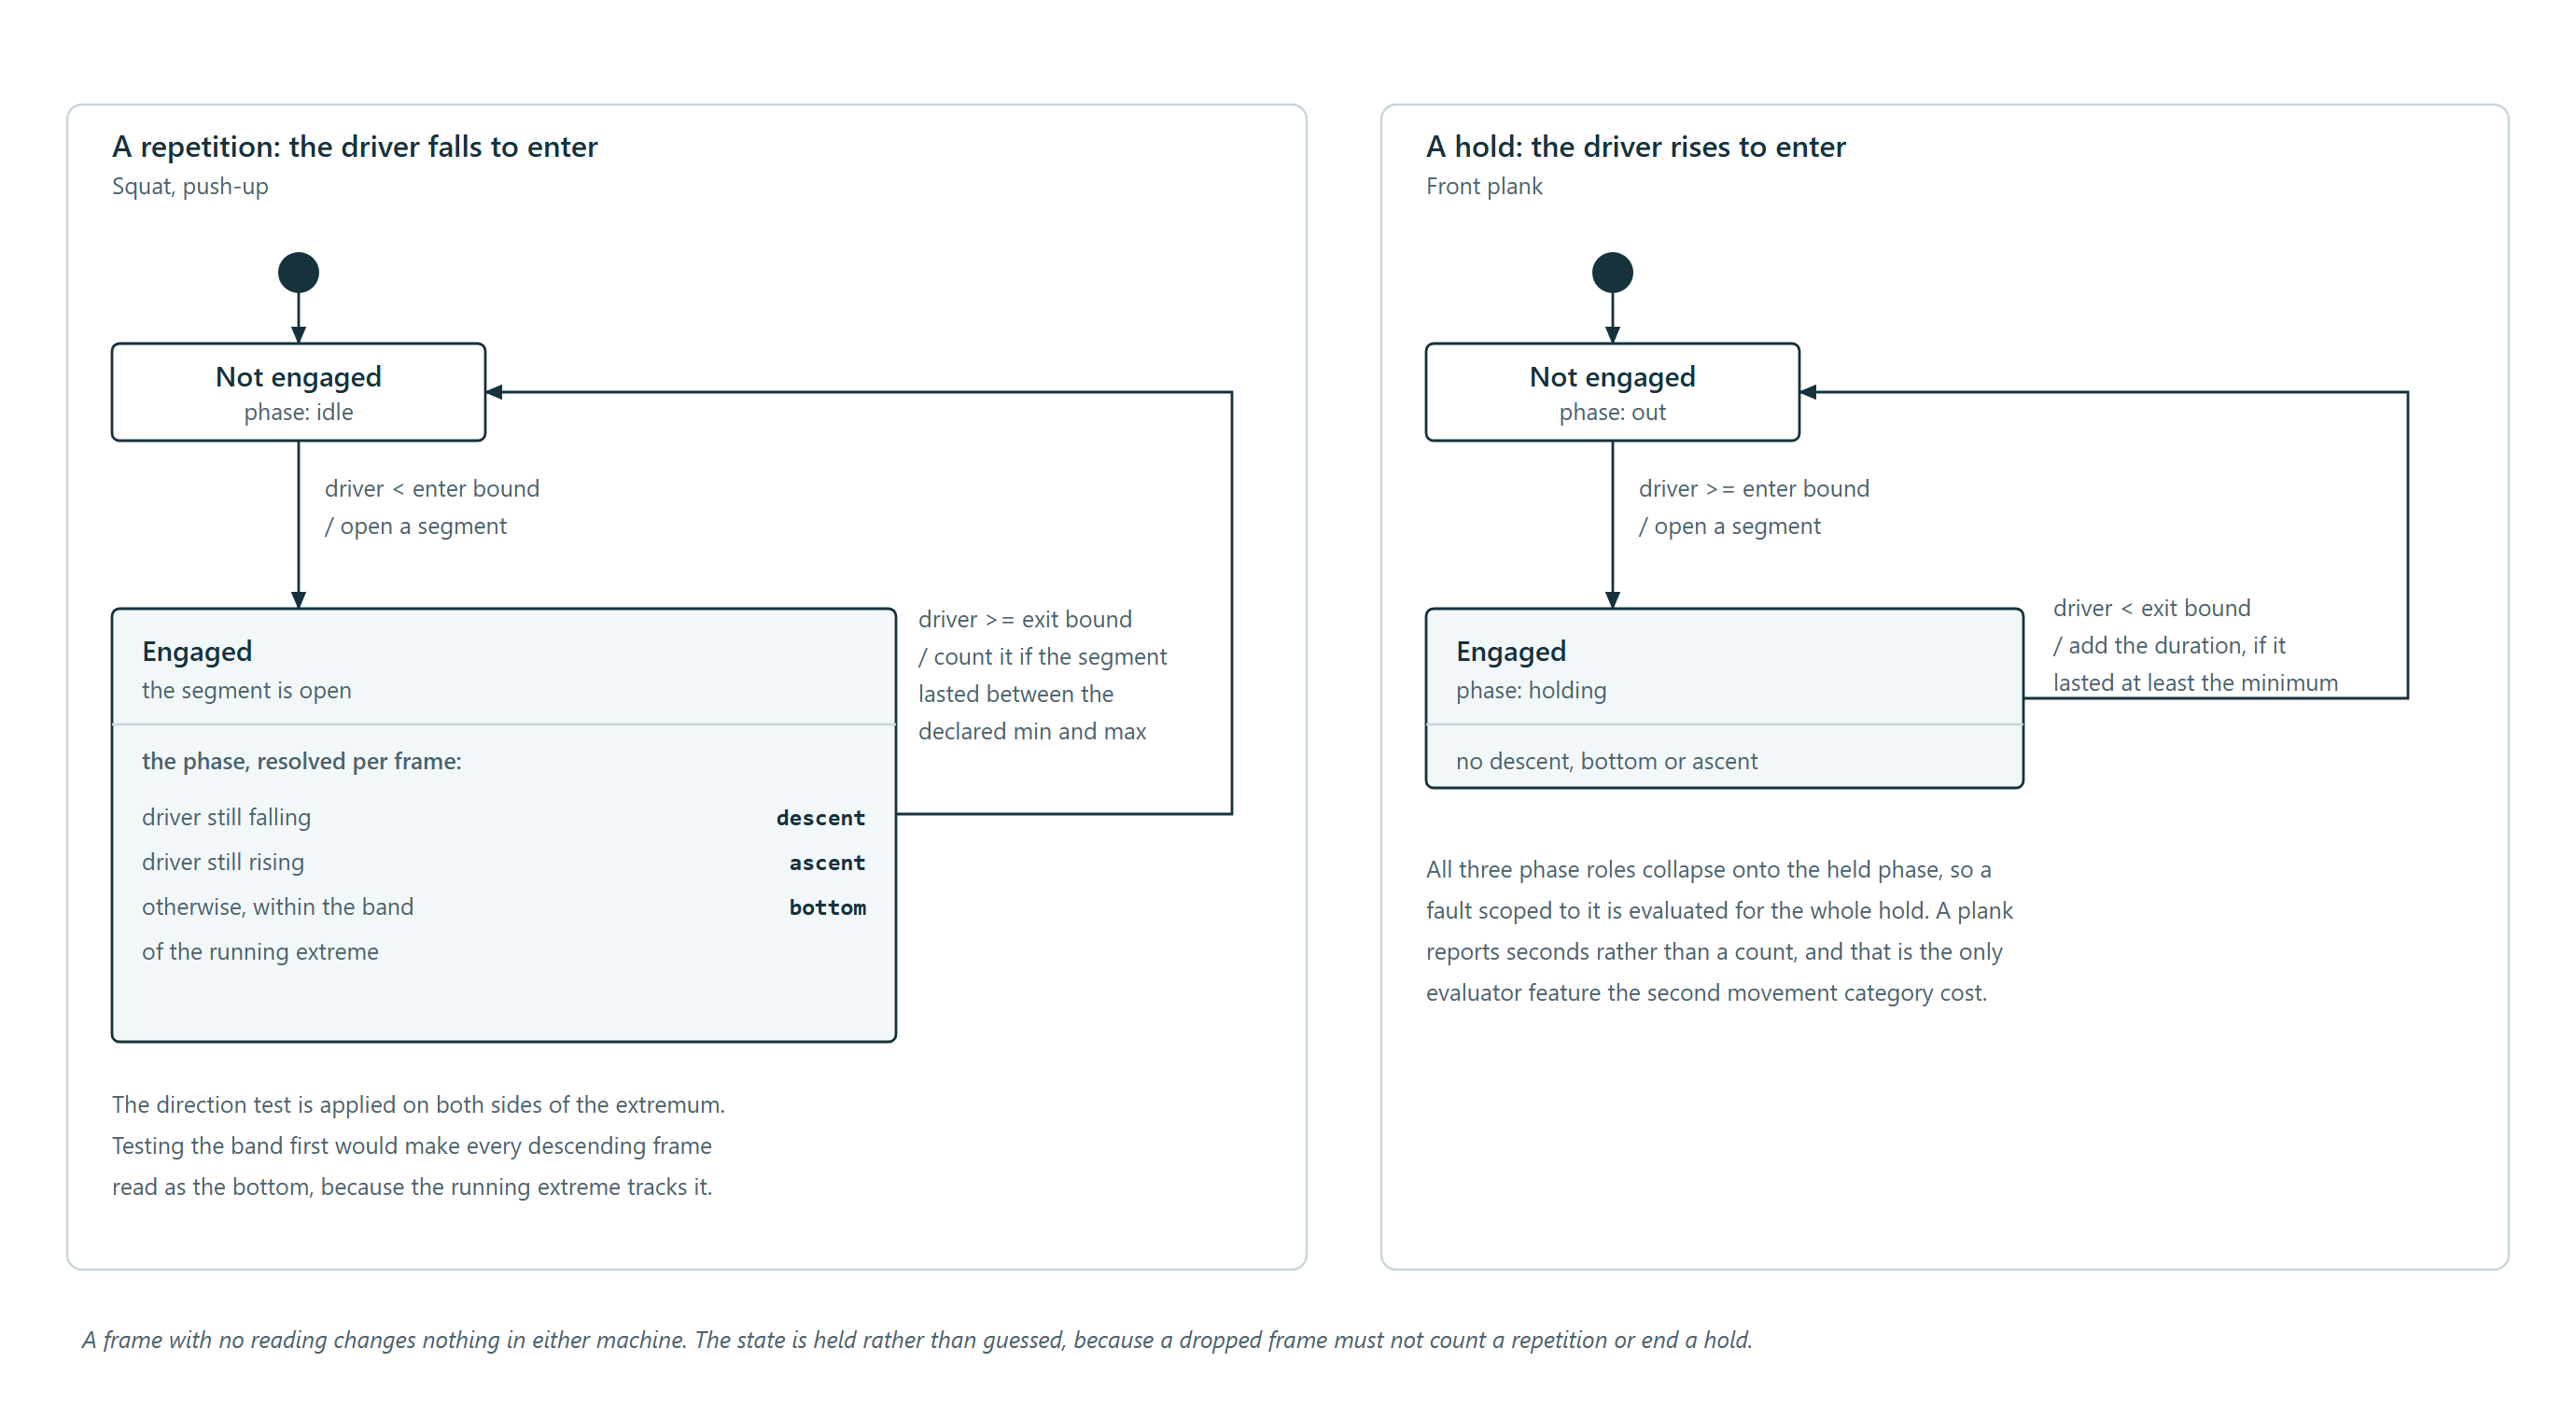 A repetition: the driver falls to enter
Squat, push-up
Not engaged
phase: idle
driver < enter bound
/ open a segment
Engaged
the segment is open
the phase, resolved per frame:
driver still falling descent
driver still rising ascent
otherwise, within the band bottom
of the running extreme
driver >= exit bound
/ count it if the segment
lasted between the
declared min and max
The direction test is applied on both sides of the extremum.
Testing the band first would make every descending frame
read as the bottom, because the running extreme tracks it.
A hold: the driver rises to enter
Front plank
Not engaged
phase: out
driver >= enter bound
/ open a segment
Engaged
phase: holding
no descent, bottom or ascent
driver < exit bound
/ add the duration, if it
lasted at least the minimum
All three phase roles collapse onto the held phase, so a
fault scoped to it is evaluated for the whole hold. A plank
reports seconds rather than a count, and that is the only
evaluator feature the second movement category cost.
A frame with no reading changes nothing in either machine. The state is held rather than guessed, because a dropped frame must not count a repetition or end a hold.